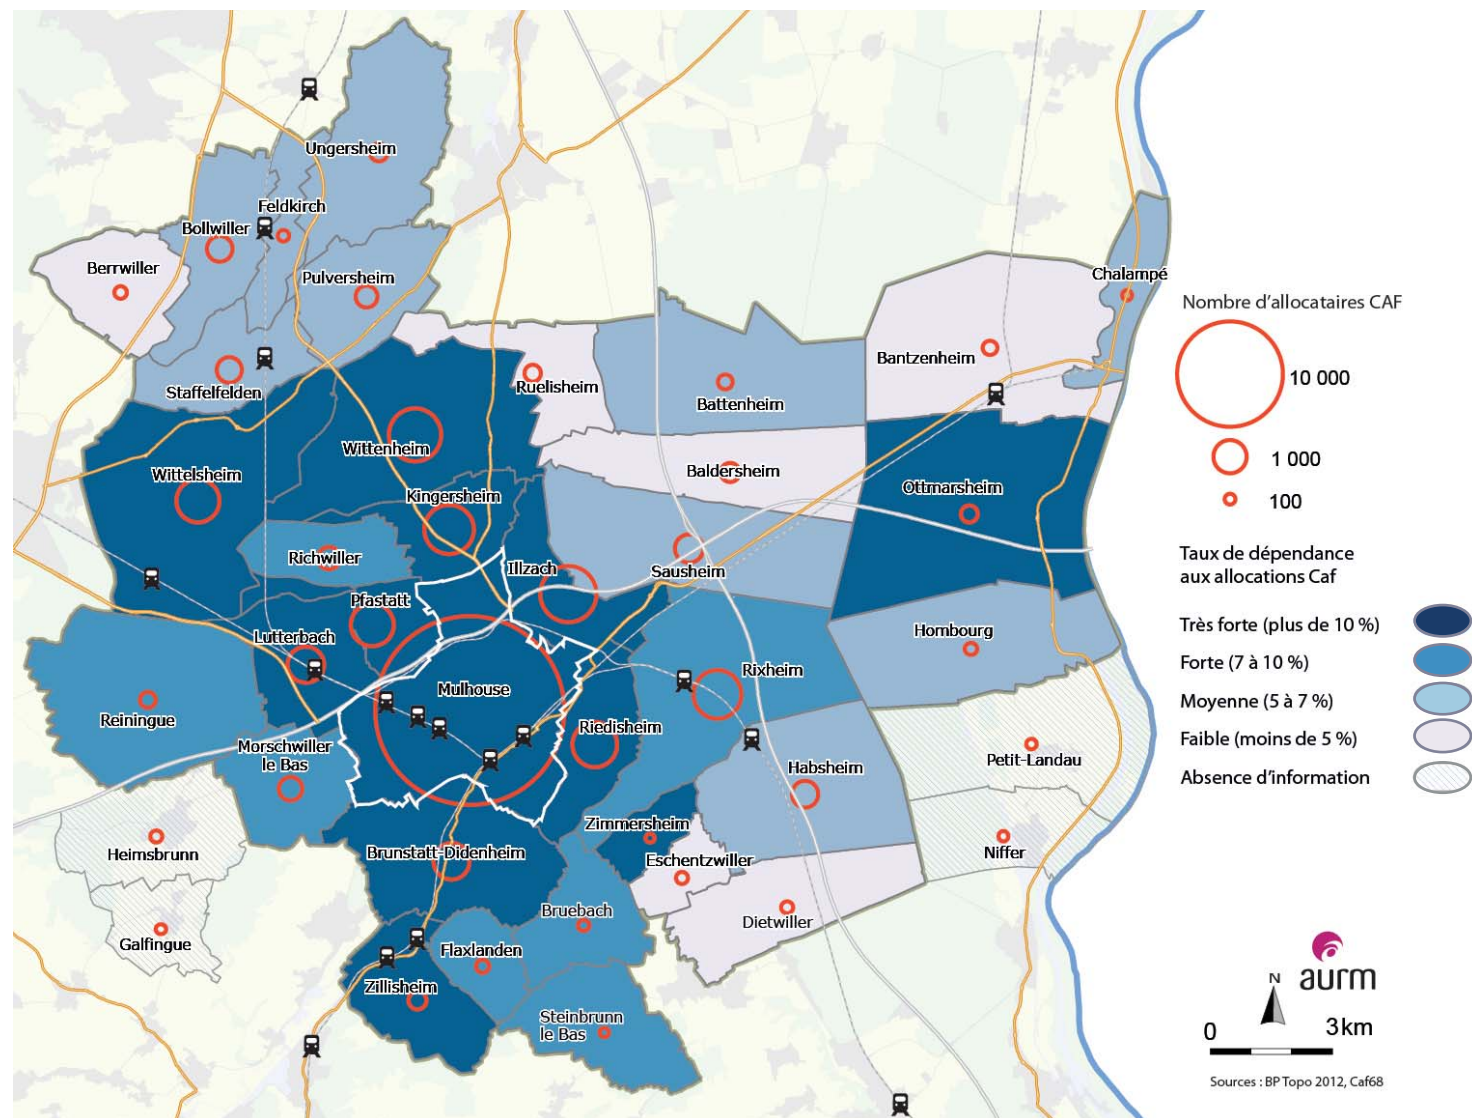 Ungersheim
Feldkirch
Bollwiller
Berrwiller
Pulversheim
Chalampé
Bantzenheim
Staffelfelden
Ruelisheim
Battenheim
Wittenheim
Wittelsheim
Baldersheim
Kingersheim
Ottmarsheim
Richwiller
Illzach
Sausheim
Pfastatt
Lutterbach
Hombourg
Rixheim
Mulhouse
Reiningue
Riedisheim
Morschwiller
le Bas
Petit-Landau
Habsheim
Zimmersheim
Heimsbrunn
Brunstatt-Didenheim
Eschentzwiller
Niffer
Bruebach
Dietwiller
Galfingue
Flaxlanden
Zillisheim
Steinbrunn
le Bas
Nombre d'allocataires CAF
10 000
1 000
100
Taux de dépendance
aux allocations Caf
Très forte (plus de 10 %)
Forte (7 à 10 %)
Moyenne (5 à 7 %)
Faible (moins de 5 %)
Absence d'information
aurm
N
0 3km
Sources : BP Topo 2012, Caf68